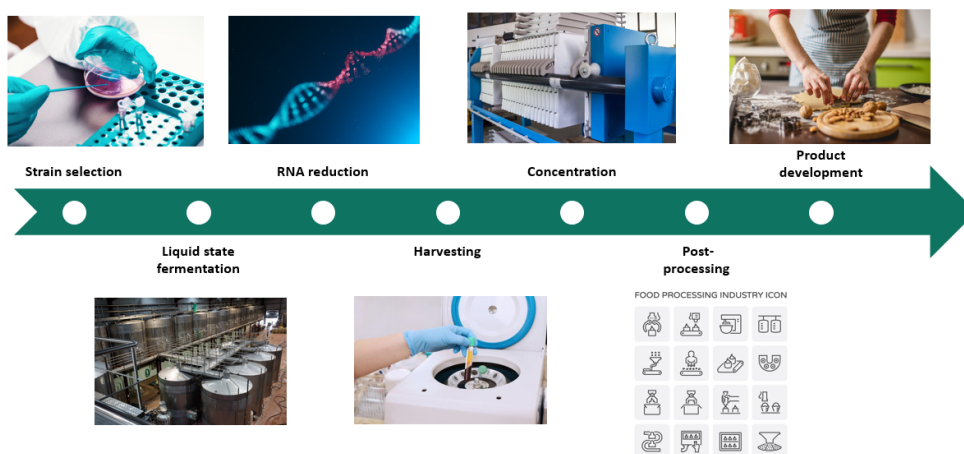 Strain selection
RNA reduction
Concentration
Product
development
Liquid state
fermentation
Harvesting
Post-
processing
FOOD PROCESSING INDUSTRY ICON